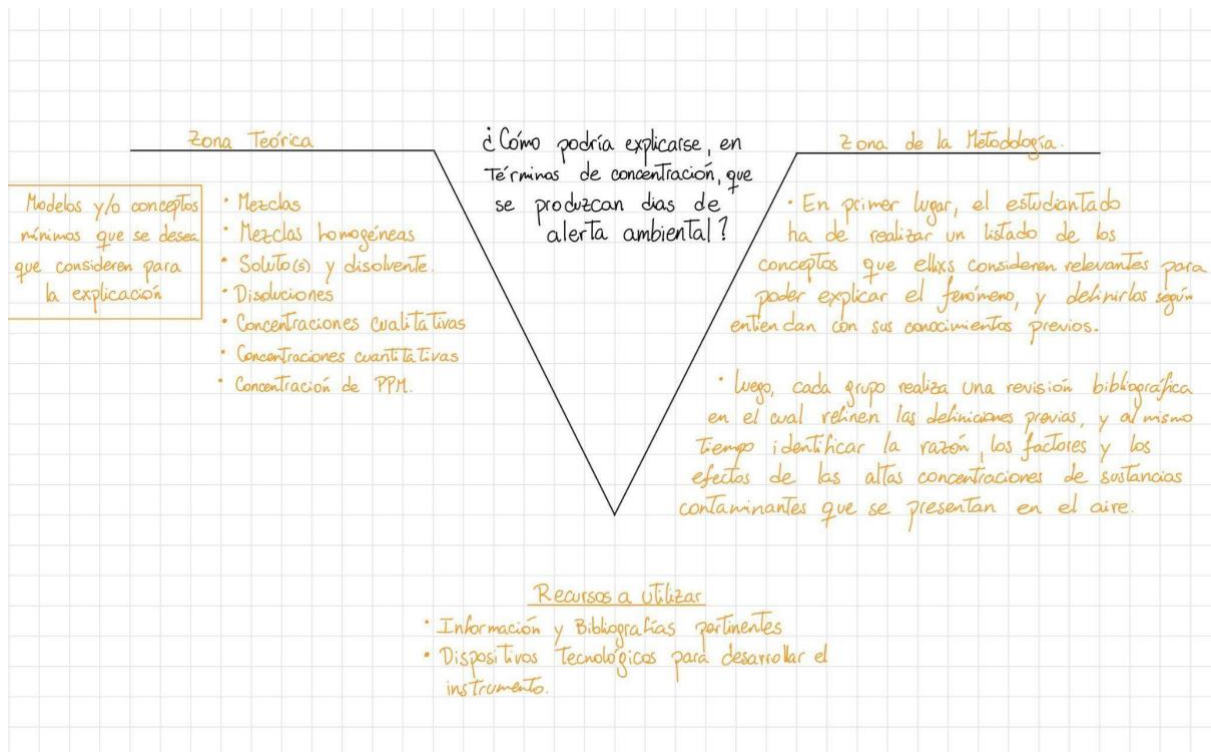 Zona Teórica
Modelos y/o conceptos
mínimos que se desea
que consideren para
la explicación
• Mezclas
• Mezclas homogéneas
• Soluto(s) y disolvente.
• Disoluciones
• Concentraciones cualitativas
• Concentraciones cuantitativas
• Concentración de PPM.
¿Cómo podría explicarse, en
términos de concentración, que
se produzcan dias de
alerta ambiental?
Zona de la Metodología.
• En primer lugar, el estudiantado
ha de realizar un listado de los
conceptos que ellxs consideren relevantes para
poder explicar el fenómeno, y definirlos según
entiendan con sus conocimientos previos.
• Luego, cada grupo realiza una revisión bibliográfica
en el cual refinen las definiciones previas, y al mismo
tiempo identificar la razón, los factores y los
efectos de las altas concentraciones de sustancias
contaminantes que se presentan en el aire.
Recursos a utilizar
• Información y Bibliografías pertinentes
• Dispositivos Tecnológicos para desarrollar el
instrumento.